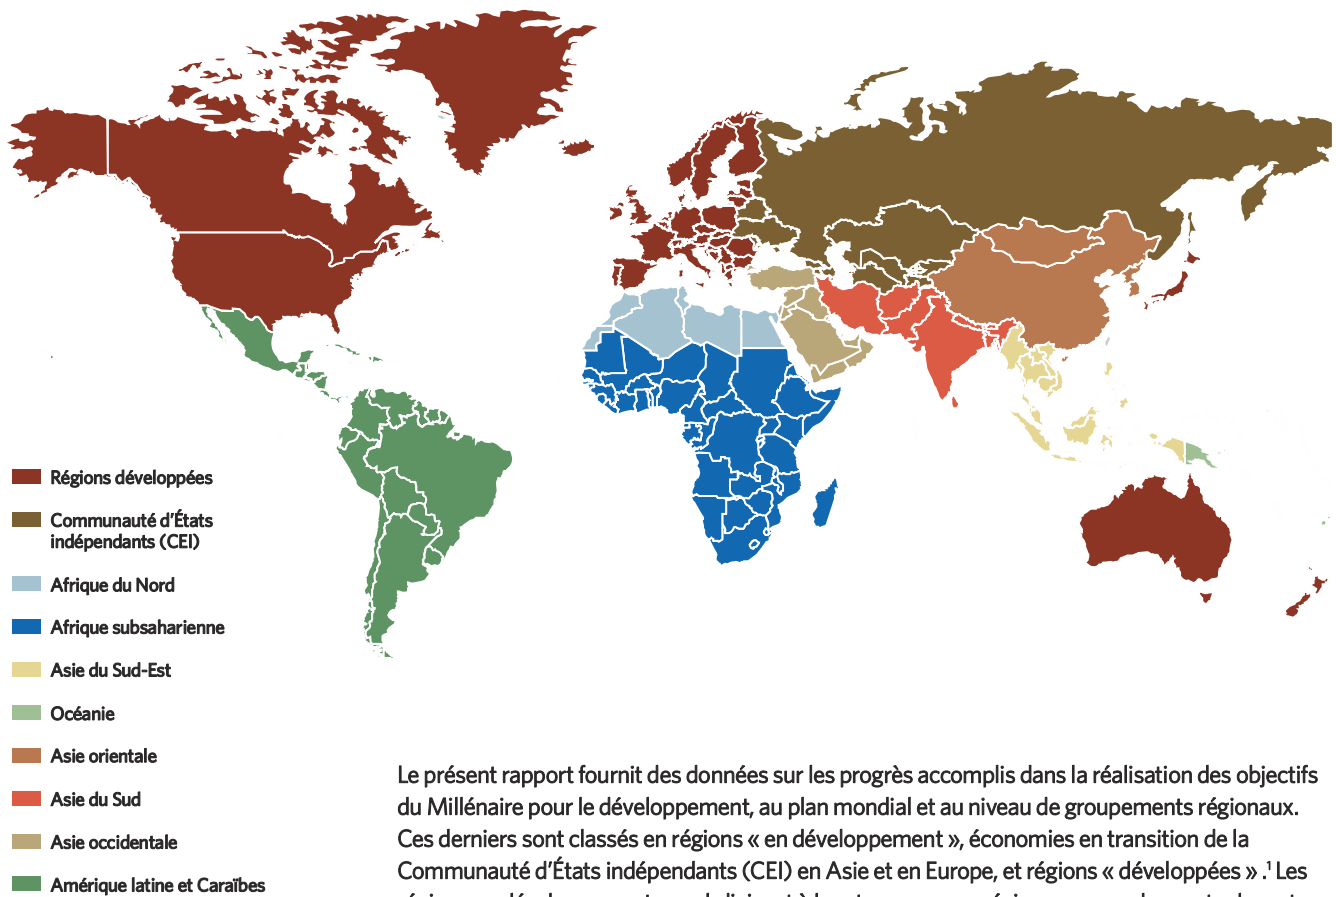 Régions développées
Communauté d'États
indépendants (CEI)
Afrique du Nord
Afrique subsaharienne
Asie du Sud-Est
Océanie
Asie orientale
Asie du Sud
Asie occidentale
Amérique latine et Caraïbes
Le présent rapport fournit des données sur les progrès accomplis dans la réalisation des objectifs
du Millénaire pour le développement, au plan mondial et au niveau de groupements régionaux.
Ces derniers sont classés en régions « en développement », économies en transition de la
Communauté d'États indépendants (CEI) en Asie et en Europe, et régions « développées ».¹ Les